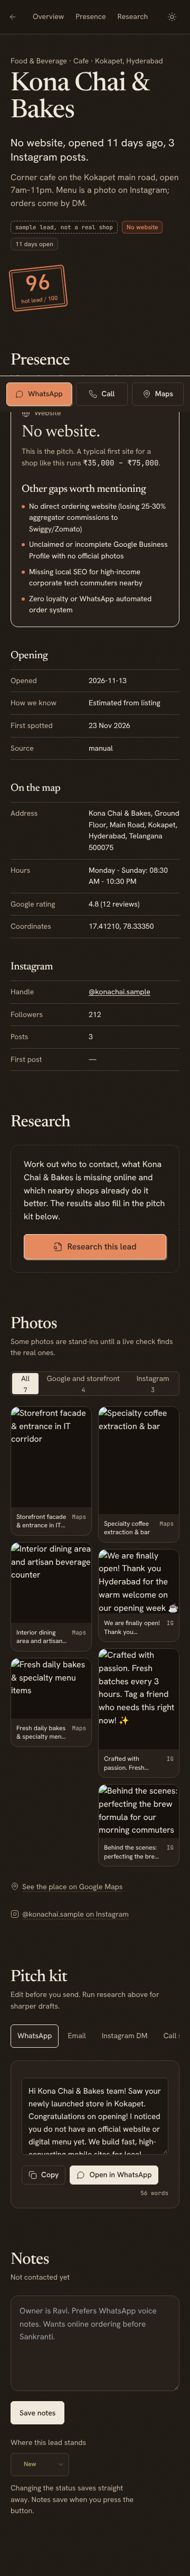 Overview Presence Research
Food & Beverage · Cafe · Kokapet, Hyderabad
Kona Chai &
Bakes
No website, opened 11 days ago, 3
Instagram posts.
Corner cafe on the Kokapet main road, open
7am–11pm. Menu is a photo on Instagram;
orders come by DM.
sample lead, not a real shop
No website
11 days open
96
hot lead / 100
Presence
WhatsApp
Call
Maps
Website
No website.
This is the pitch. A typical first site for a
shop like this runs ₹35,000 – ₹75,000.
Other gaps worth mentioning
No direct ordering website (losing 25-30%
aggregator commissions to
Swiggy/Zomato)
Unclaimed or incomplete Google Business
Profile with no official photos
Missing local SEO for high-income
corporate tech commuters nearby
Zero loyalty or WhatsApp automated
order system
Opening
Opened 2026-11-13
How we know Estimated from listing
First spotted 23 Nov 2026
Source manual
On the map
Address Kona Chai & Bakes, Ground
Floor, Main Road, Kokapet,
Hyderabad, Telangana
500075
Hours Monday - Sunday: 08:30
AM - 10:30 PM
Google rating 4.8 (12 reviews)
Coordinates 17.41210, 78.33350
Instagram
Handle @konachai.sample
Followers 212
Posts 3
First post —
Research
Work out who to contact, what Kona
Chai & Bakes is missing online and
which nearby shops already do it
better. The results also fill in the pitch
kit below.
Research this lead
Photos
Some photos are stand-ins until a live check finds
the real ones.
All
7
Google and storefront
4
Instagram
3
Storefront facade
& entrance in IT
corridor
Storefront facade
& entrance in IT...
Maps
Specialty coffee
extraction & bar
Specialty coffee
extraction & bar
Maps
Interior dining
area and artisan beverage
counter
Interior dining
area and artisan...
Maps
We are finally
open! Thank you
Hyderabad for the
warm welcome on
our opening week ☕
We are finally open!
Thank you...
IG
Fresh daily bakes
& specialty menu
items
Fresh daily bakes
& specialty men...
Maps
Crafted with
passion. Fresh
batches every 3
hours. Tag a friend
who needs this right
now! ✨
Crafted with
passion. Fresh...
IG
Behind the scenes:
perfecting the brew
formula for our
morning commuters
Behind the scenes:
perfecting the bre...
IG
See the place on Google Maps
@konachai.sample on Instagram
Pitch kit
Edit before you send. Run research above for
sharper drafts.
WhatsApp Email Instagram DM Call s
Hi Kona Chai & Bakes team! Saw your
newly launched store in Kokapet.
Congratulations on opening! I noticed
you do not have an official website or
digital menu yet. We build fast, high-
converting mobile sites for local
Copy
Open in WhatsApp
56 words
Notes
Not contacted yet
Owner is Ravi. Prefers WhatsApp voice
notes. Wants online ordering before
Sankranti.
Save notes
Where this lead stands
New
Changing the status saves straight
away. Notes save when you press the
button.